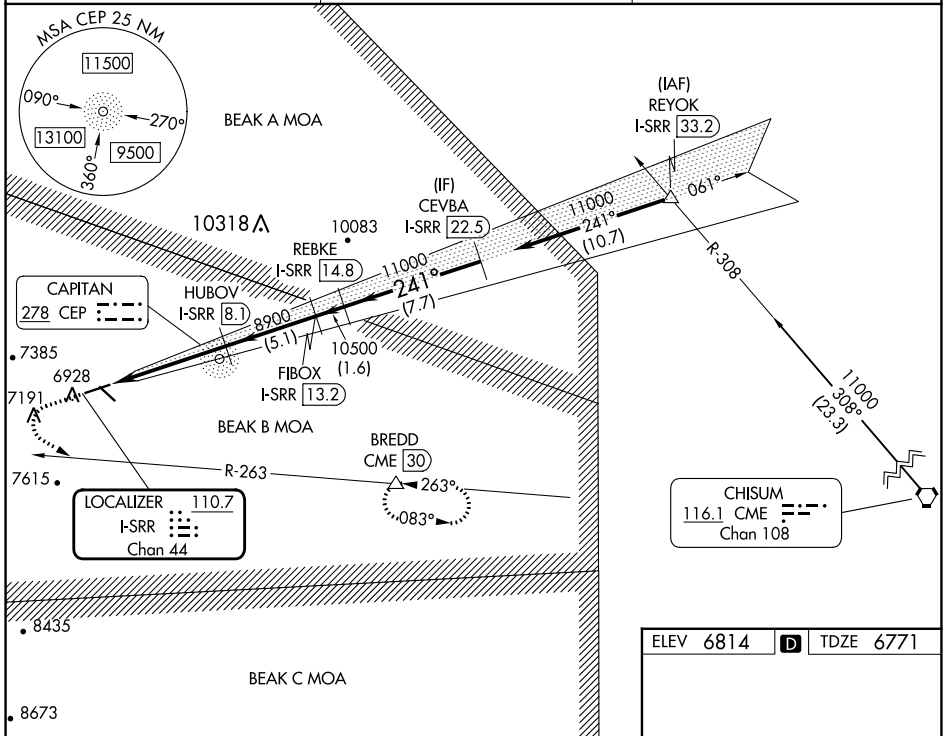 MSA CEP 25 NM
11500
090°
270°
13100
9500
360°
BEAK A MOA
(IAF)
REYOK
I-SRR 33.2
061°
11000
241°
(10.7)
(IF)
CEVBA
I-SRR 22.5
10318
10083
REBKE
I-SRR 14.8
11000
241°
(7.7)
R-308
CAPITAN
278 CEP
HUBOV
I-SRR 8.1
8900
(5.1)
10500
(1.6)
FIBOX
I-SRR 13.2
7385
6928
7191
BEAK B MOA
11000
308°
(23.3)
BREDD
CME 30
R-263
263°
083°
7615
LOCALIZER 110.7
I-SRR
Chan 44
CHISUM
116.1 CME
Chan 108
8435
BEAK C MOA
8673
ELEV 6814 D TDZE 6771